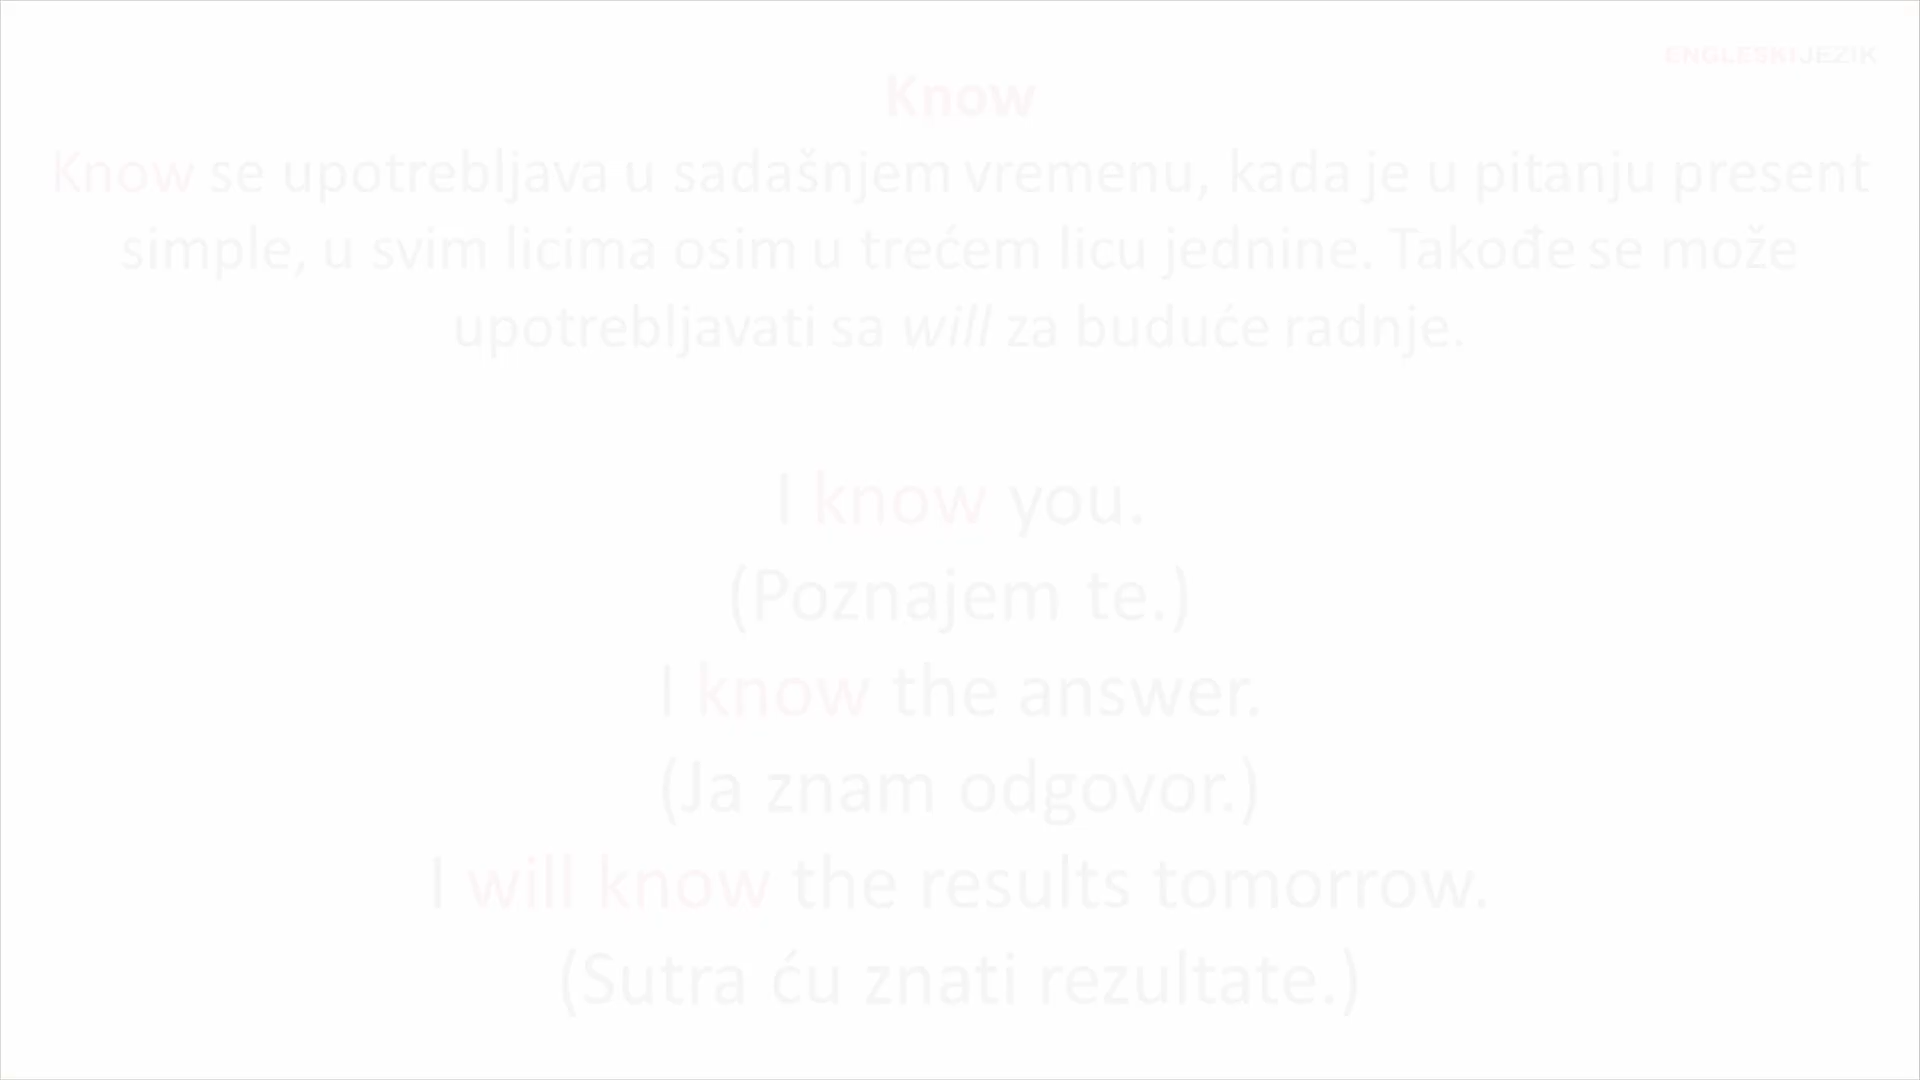 ENGLESKIJEZIK
Know
Know se upotrebljava u sadašnjem vremenu, kada je u pitanju present
simple, u svim licima osim u trećem licu jednine. Takođe se može
upotrebljavati sa will za buduće radnje.
I know you.
(Poznajem te.)
I know the answer.
(Ja znam odgovor.)
I will know the results tomorrow.
(Sutra ću znati rezultate.)